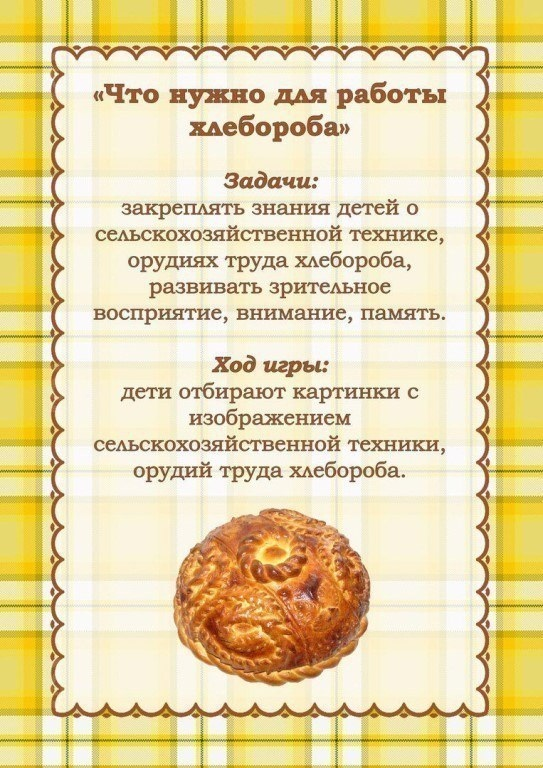 «Что нужно для работы
хлебороба»
Задачи:
закреплять знания детей о
сельскохозяйственной технике,
орудиях труда хлебороба,
развивать зрительное
восприятие, внимание, память.
Ход игры:
дети отбирают картинки с
изображением
сельскохозяйственной техники,
орудий труда хлебороба.